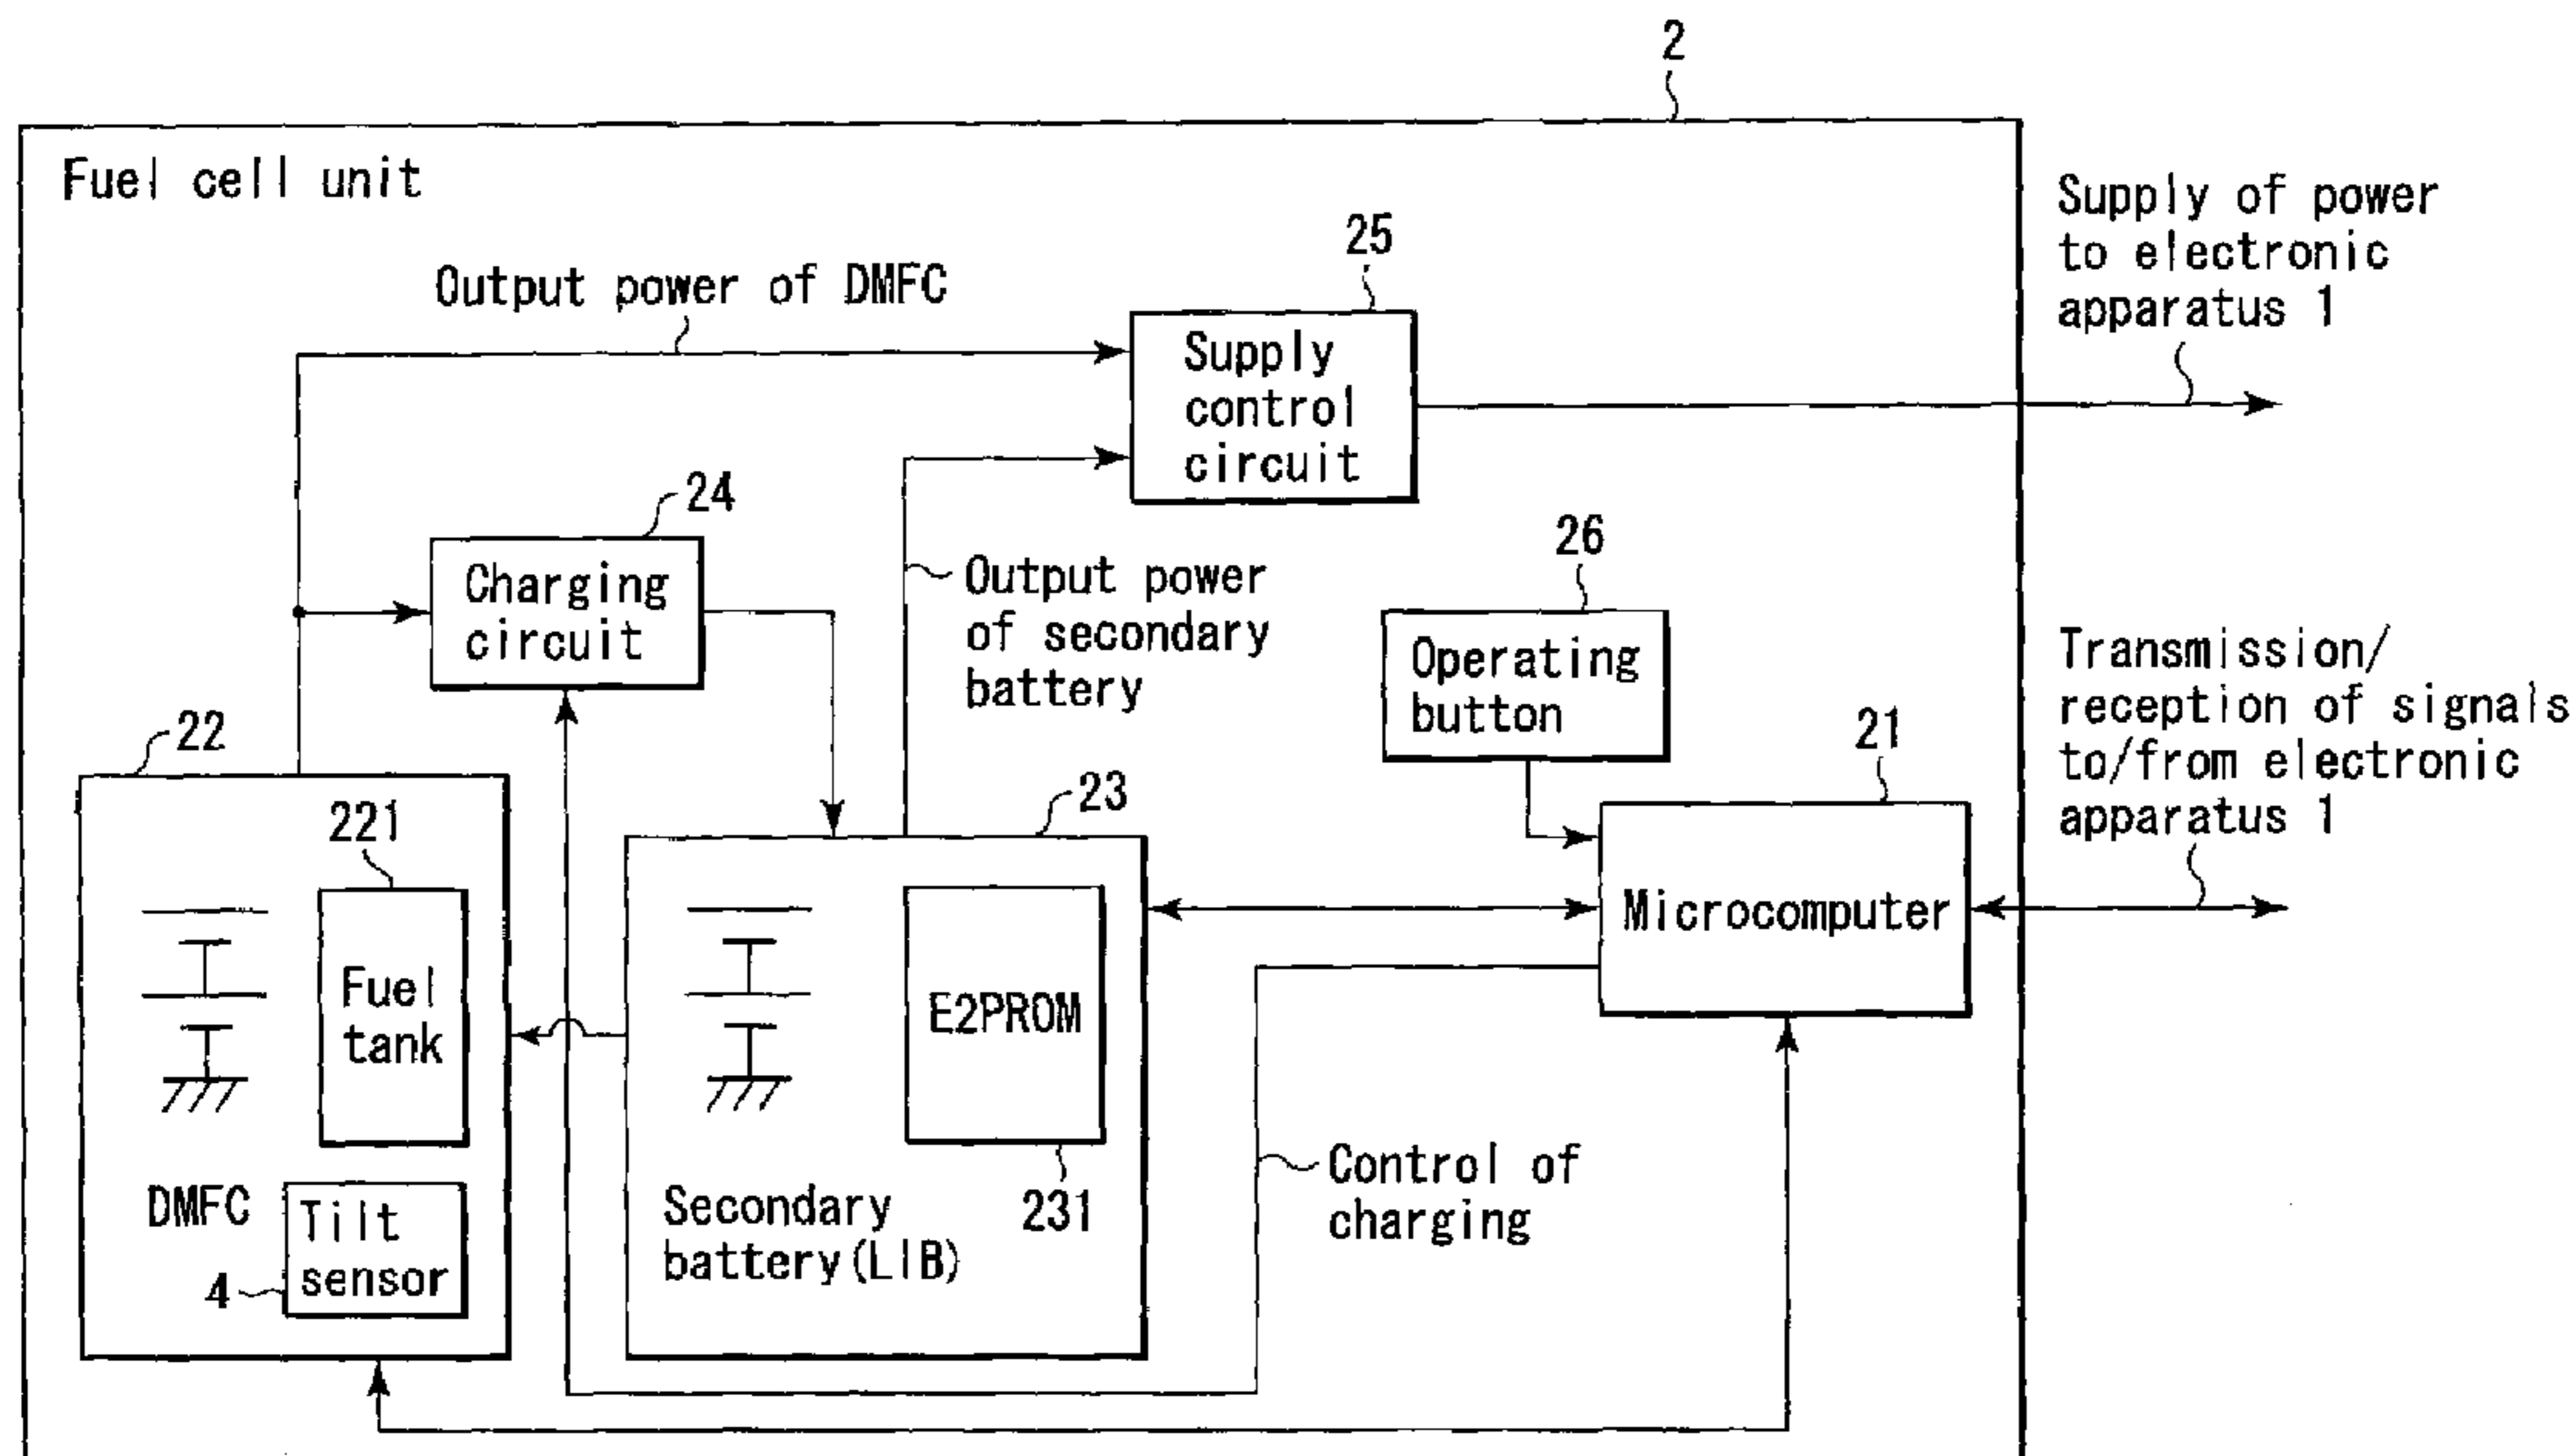 2
Fuel cell unit
Supply of power
to electronic
apparatus 1
25
Output power of DMFC
Supply
control
circuit
24
Charging
circuit
Output power
of secondary
battery
26
Operating
button
Transmission/
reception of signals
to/from electronic
apparatus 1
22
23
21
221
Microcomputer
Fuel
tank
E2PROM
DMFC
Tilt
sensor
4
231
Secondary
battery(LIB)
Control of
charging